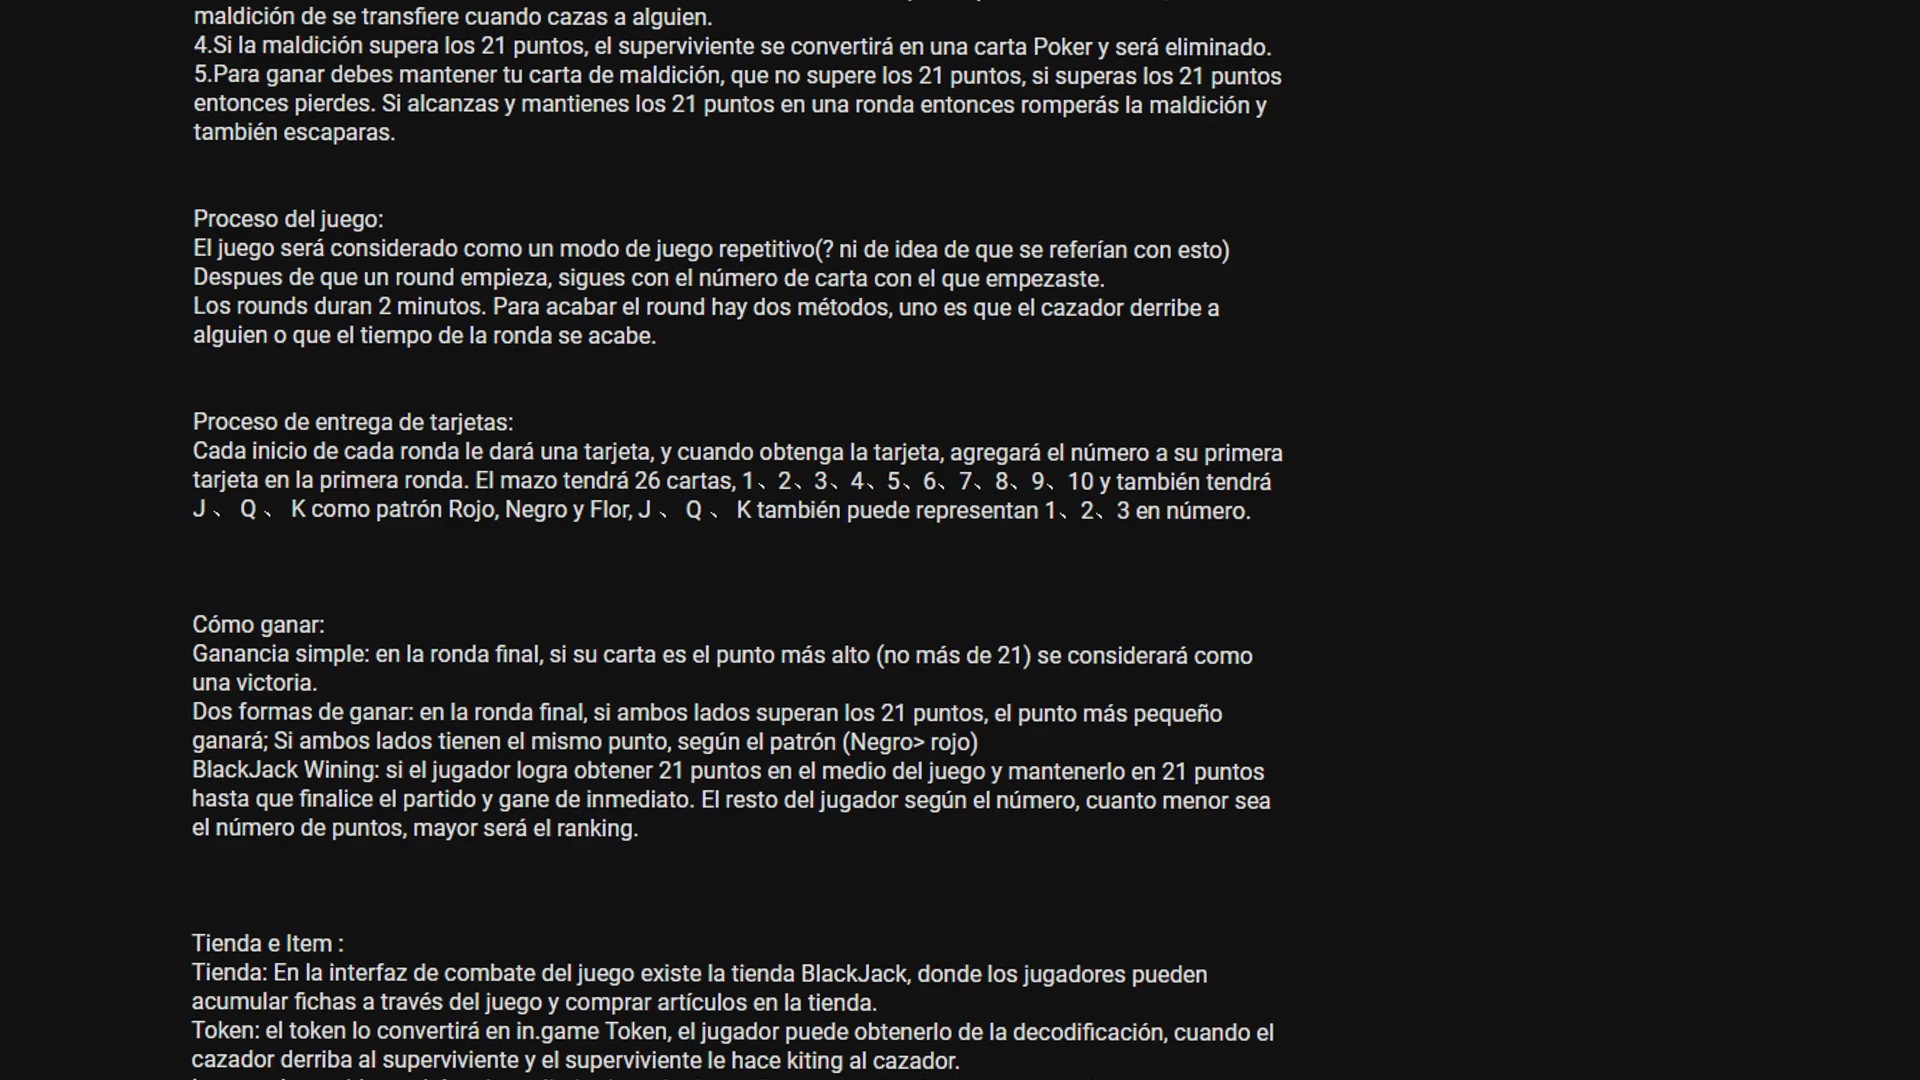 maldición de se transfiere cuando cazas a alguien.
4.Si la maldición supera los 21 puntos, el superviviente se convertirá en una carta Poker y será eliminado.
5.Para ganar debes mantener tu carta de maldición, que no supere los 21 puntos, si superas los 21 puntos
entonces pierdes. Si alcanzas y mantienes los 21 puntos en una ronda entonces romperás la maldición y
también escaparas.
Proceso del juego:
El juego será considerado como un modo de juego repetitivo(? ni de idea de que se referían con esto)
Despues de que un round empieza, sigues con el número de carta con el que empezaste.
Los rounds duran 2 minutos. Para acabar el round hay dos métodos, uno es que el cazador derribe a
alguien o que el tiempo de la ronda se acabe.
Proceso de entrega de tarjetas:
Cada inicio de cada ronda le dará una tarjeta, y cuando obtenga la tarjeta, agregará el número a su primera
tarjeta en la primera ronda. El mazo tendrá 26 cartas, 1、2、3、4、5、6、7、8、9、10 y también tendrá
J 、 Q 、 K como patrón Rojo, Negro y Flor, J 、 Q 、 K también puede representan 1、2、3 en número.
Cómo ganar:
Ganancia simple: en la ronda final, si su carta es el punto más alto (no más de 21) se considerará como
una victoria.
Dos formas de ganar: en la ronda final, si ambos lados superan los 21 puntos, el punto más pequeño
ganará; Si ambos lados tienen el mismo punto, según el patrón (Negro> rojo)
BlackJack Wining: si el jugador logra obtener 21 puntos en el medio del juego y mantenerlo en 21 puntos
hasta que finalice el partido y gane de inmediato. El resto del jugador según el número, cuanto menor sea
el número de puntos, mayor será el ranking.
Tienda e Item :
Tienda: En la interfaz de combate del juego existe la tienda BlackJack, donde los jugadores pueden
acumular fichas a través del juego y comprar artículos en la tienda.
Token: el token lo convertirá en in.game Token, el jugador puede obtenerlo de la decodificación, cuando el
cazador derriba al superviviente y el superviviente le hace kiting al cazador.